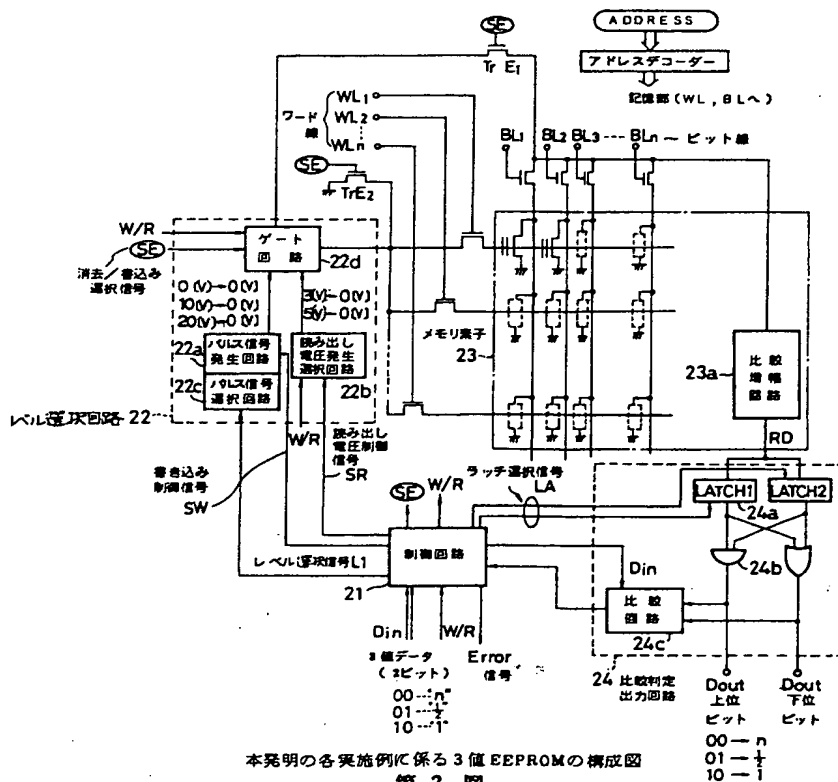 ADDRESS
アドレスデコーダー
記憶部(WL,BLへ)
SE
TrE1
ワード線
WL1
WL2
WLn
BL1 BL2 BL3 ---- BLn ～ ビット線
SE
TrE2
W/R
SE
消去/書込み
選択信号
ゲート
回路
22d
0(V)→0(V)
10(V)→0(V)
20(V)→0(V)
3(V)→0(V)
5(V)→0(V)
22a
パルス信号
発生回路
22c
パルス信号
選択回路
読み出し
電圧発生
選択回路
22b
レベル選択回路 22
W/R
メモリ素子
23
23a
比較
増幅
回路
RD
書き込み
制御信号
SW
読み出し
電圧制御
信号
SR
ラッチ選択信号
LA
SE
W/R
LATCH1
LATCH2
24a
24b
レベル選択信号L1
制御回路
21
Din
比較
回路
24c
Din
W/R
Error
信号
3値データ
(2ビット)
00---"n"
01---"½"
10---"1"
24 比較判定
出力回路
Dout
上位
ビット
Dout
下位
ビット
00→n
01→½
10→1
本発明の各実施例に係る3値EEPROMの構成図
第 2 図